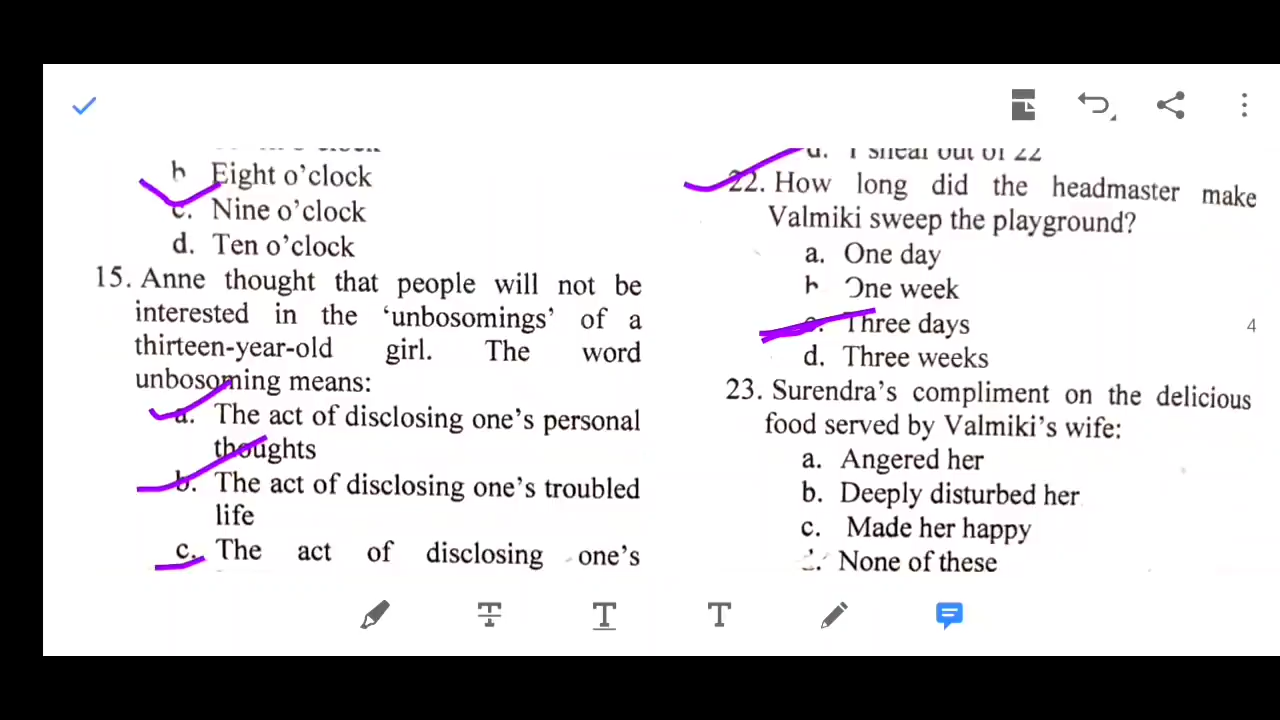 b. Eight o’clock
c. Nine o’clock
d. Ten o’clock
15. Anne thought that people will not be
interested in the ‘unbosomings’ of a
thirteen-year-old girl. The word
unbosoming means:
a. The act of disclosing one’s personal
thoughts
b. The act of disclosing one’s troubled
life
c. The act of disclosing one’s
22. How long did the headmaster make
Valmiki sweep the playground?
a. One day
b One week
c. Three days
d. Three weeks
23. Surendra’s compliment on the delicious
food served by Valmiki’s wife:
a. Angered her
b. Deeply disturbed her
c. Made her happy
d. None of these
4